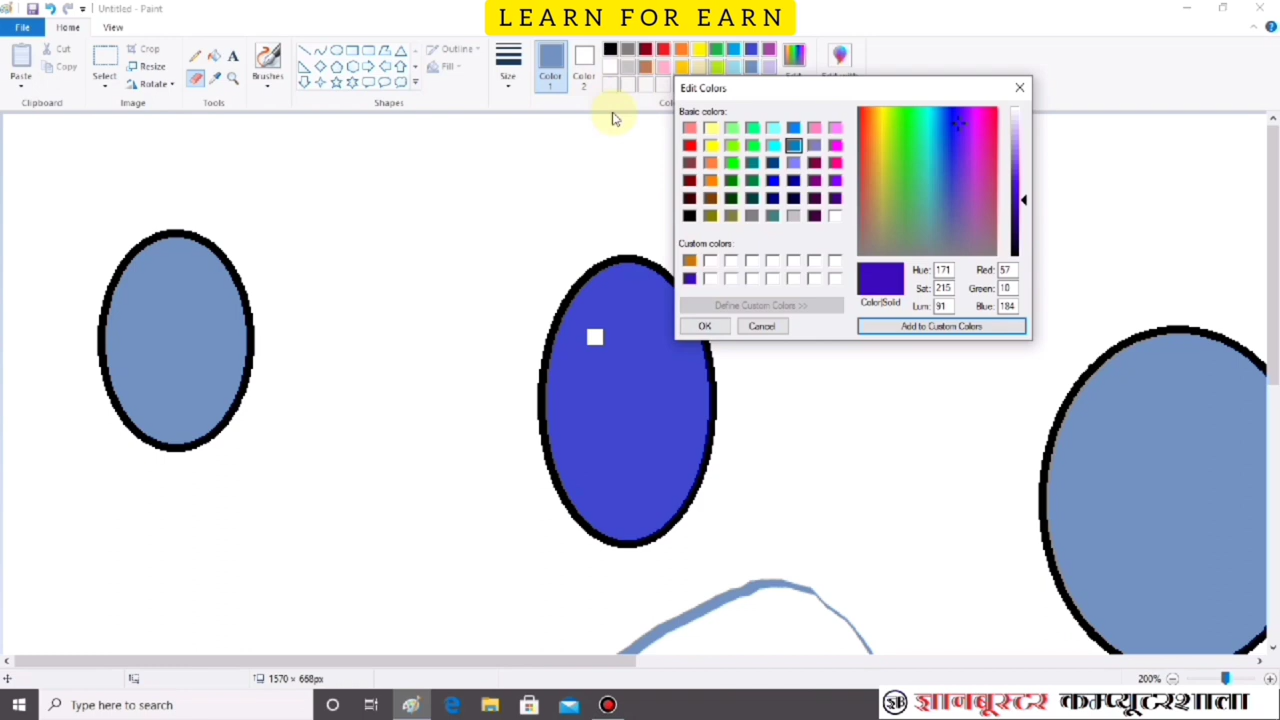 LEARN FOR EARN
Untitled - Paint
File
Home
View
Paste
Cut
Copy
Clipboard
Select
Crop
Resize
Rotate
Image
Tools
Brushes
Outline
Fill
Shapes
Size
Color
1
Color
2
Edit Colors
Basic colors:
Custom colors:
Define Custom Colors >>
OK
Cancel
Color|Solid
Hue: 171
Sat: 215
Lum: 91
Red: 57
Green: 10
Blue: 184
Add to Custom Colors
1570 × 668px
200%
Type here to search
ज्ञानबूस्टर कम्प्यूटरशाला